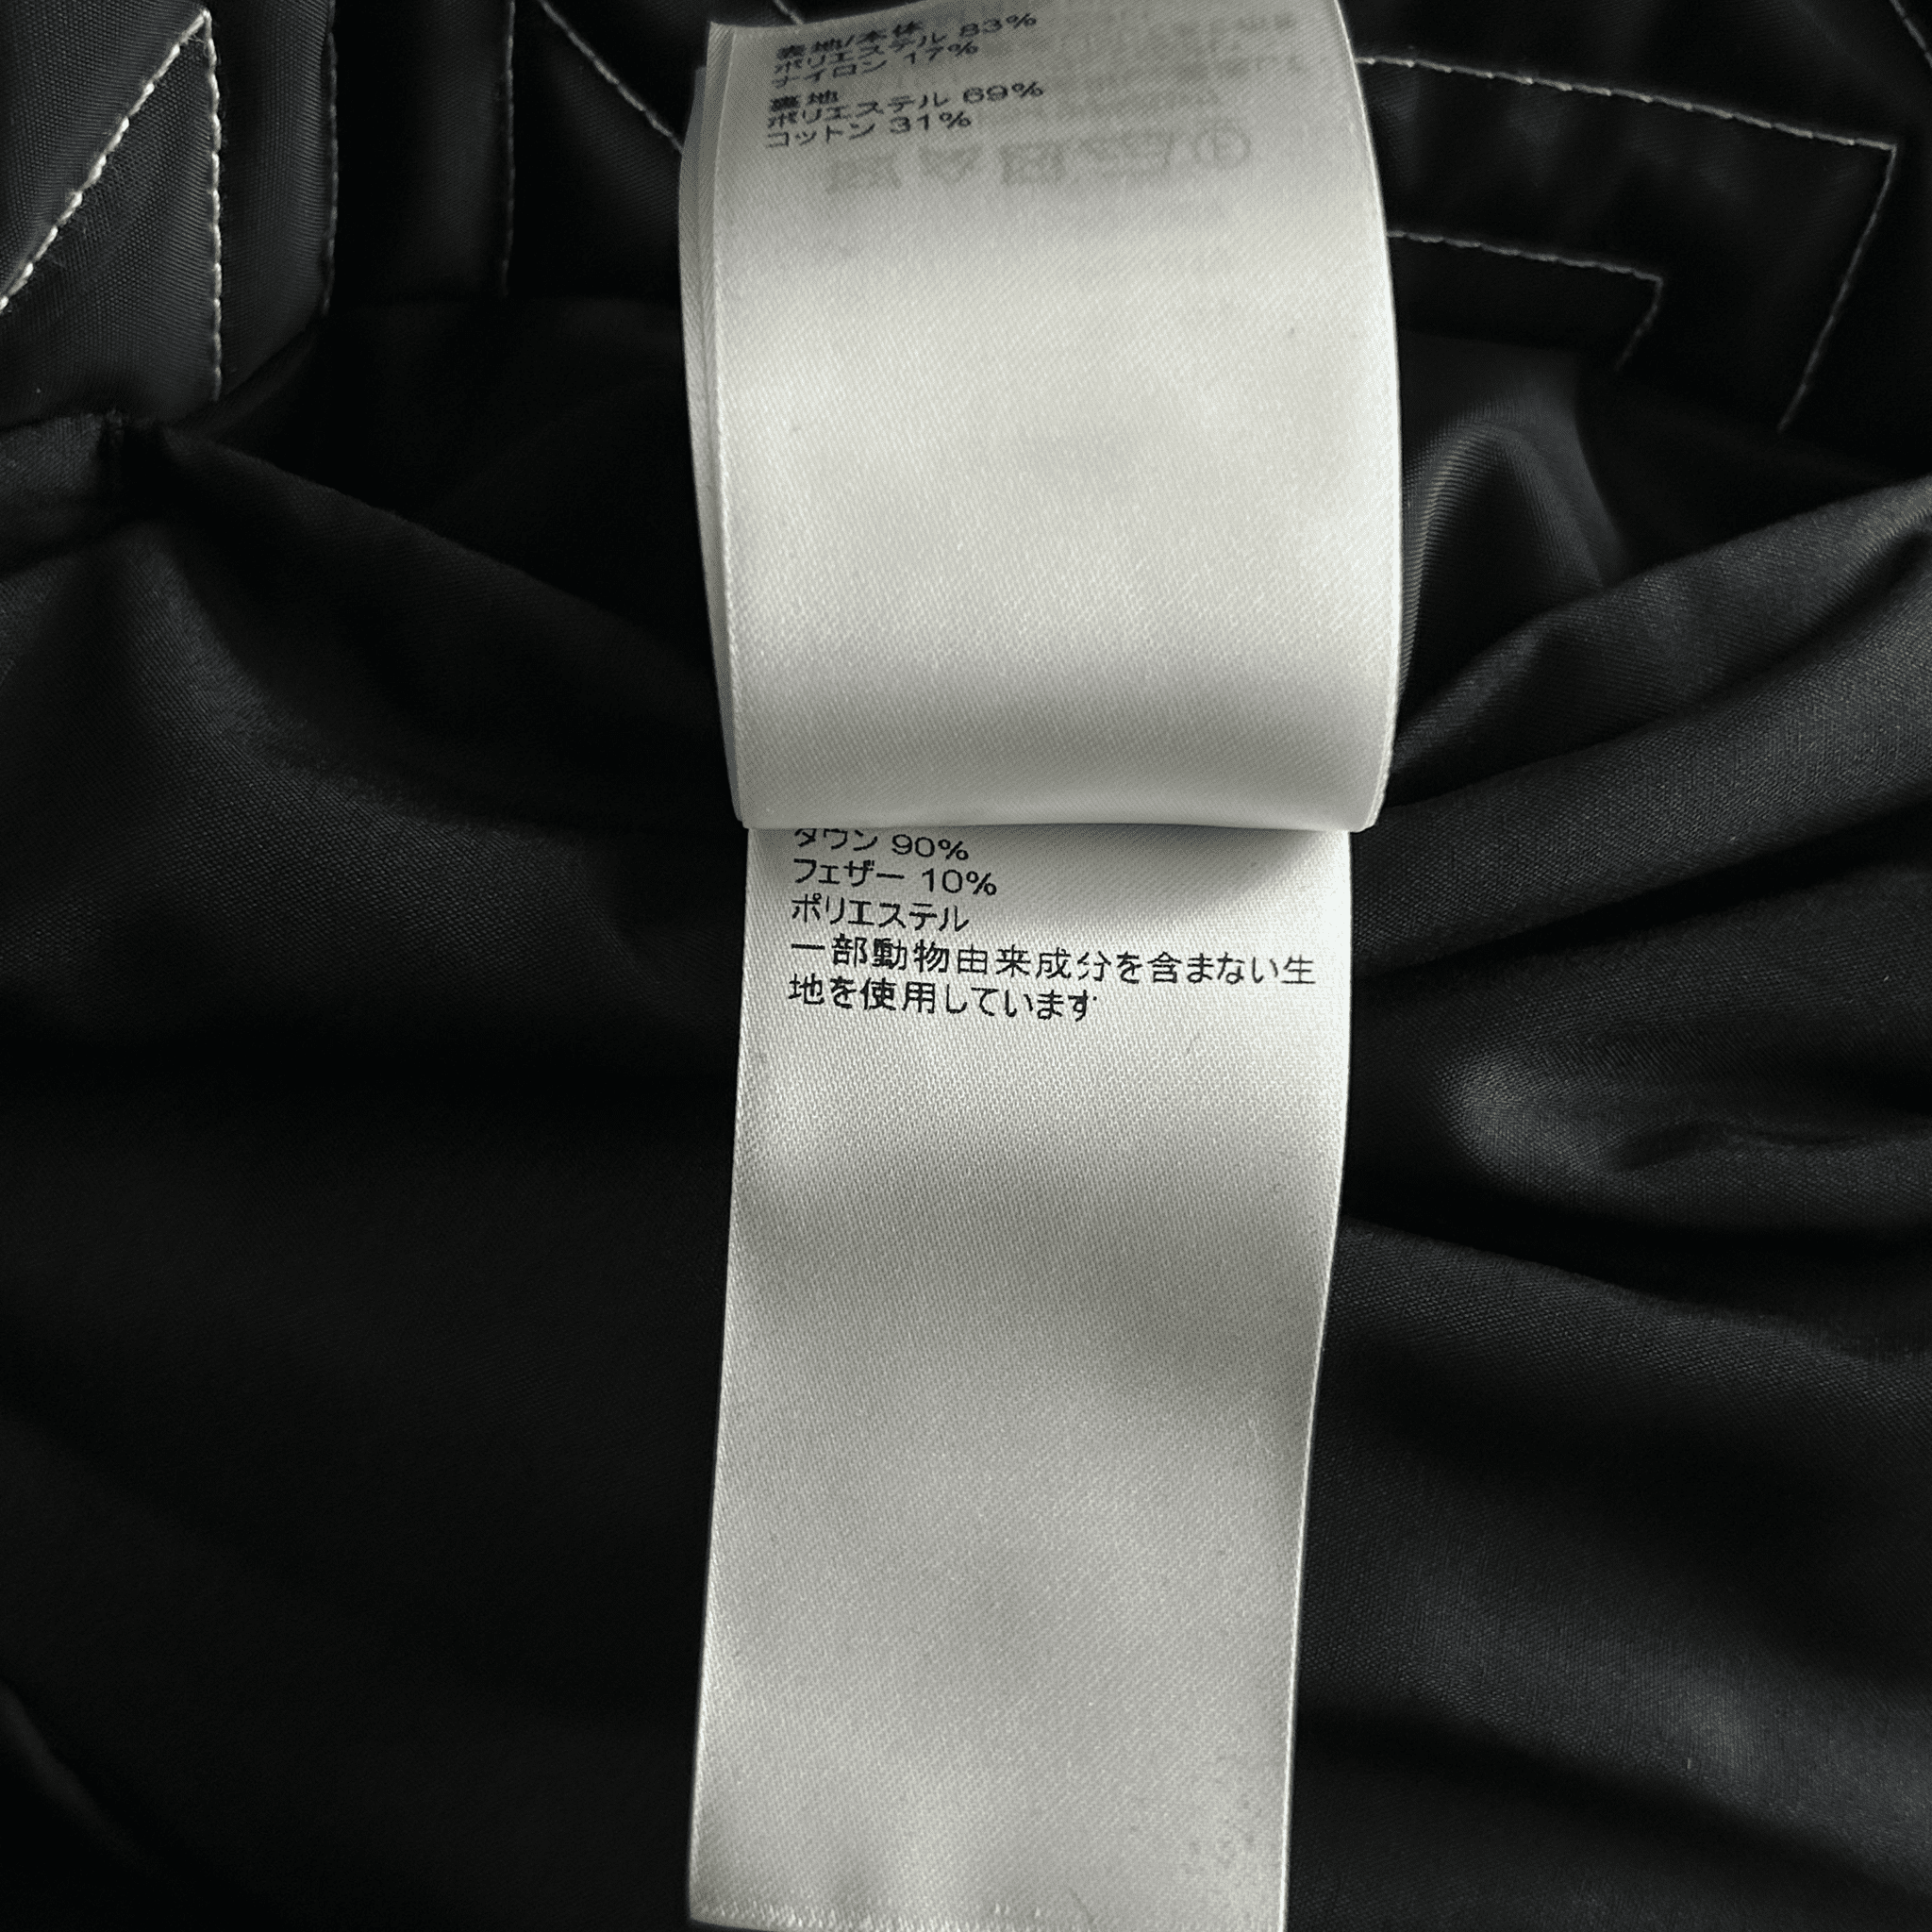 表地/本体
ポリエステル 83%
ナイロン 17%
裏地
ポリエステル 69%
コットン 31%
ダウン 90%
フェザー 10%
ポリエステル
一部動物由来成分を含まない生
地を使用しています